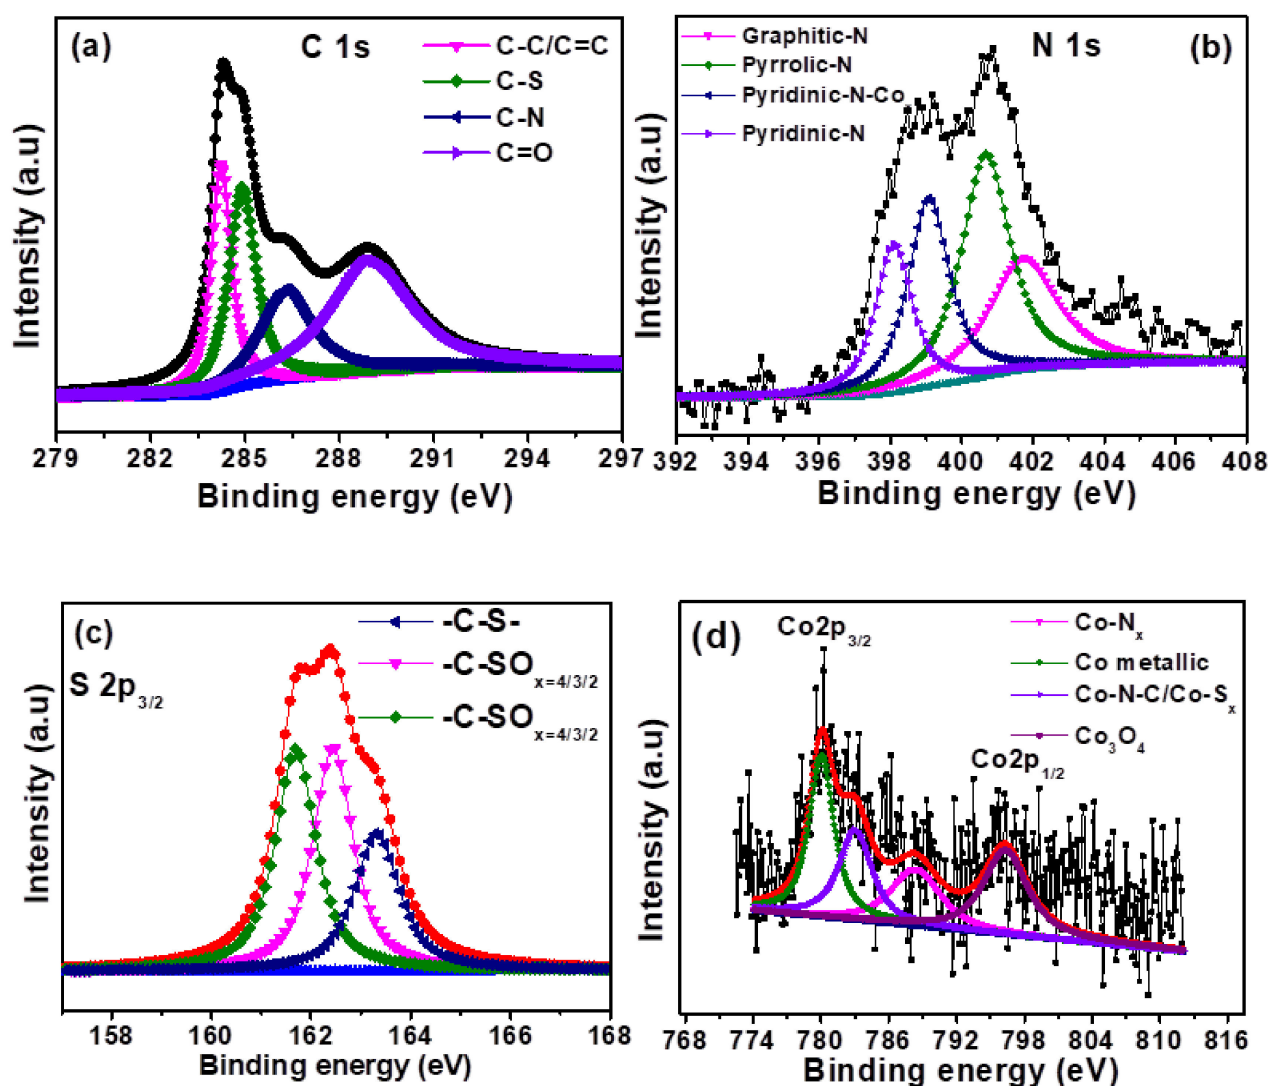 (a)
C 1s
C-C/C=C
C-S
C-N
C=O
Intensity (a.u)
279 282 285 288 291 294 297
Binding energy (eV)
Graphitic-N
Pyrrolic-N
Pyridinic-N-Co
Pyridinic-N
N 1s
(b)
Intensity (a.u)
392 394 396 398 400 402 404 406 408
Binding energy (eV)
(c)
S 2p3/2
-C-S-
-C-SOx=4/3/2
-C-SOx=4/3/2
Intensity (a.u)
158 160 162 164 166 168
Binding energy (eV)
(d)
Co2p3/2
Co-Nx
Co metallic
Co-N-C/Co-Sx
Co3O4
Co2p1/2
Intensity (a.u)
768 774 780 786 792 798 804 810 816
Binding energy (eV)